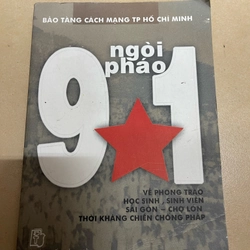 BẢO TÀNG CÁCH MẠNG TP HỒ CHÍ MINH
ngòi
pháo
9 1
VỀ PHONG TRÀO
HỌC SINH, SINH VIÊN
SÀI GÒN - CHỢ LỚN
THỜI KHÁNG CHIẾN CHỐNG PHÁP